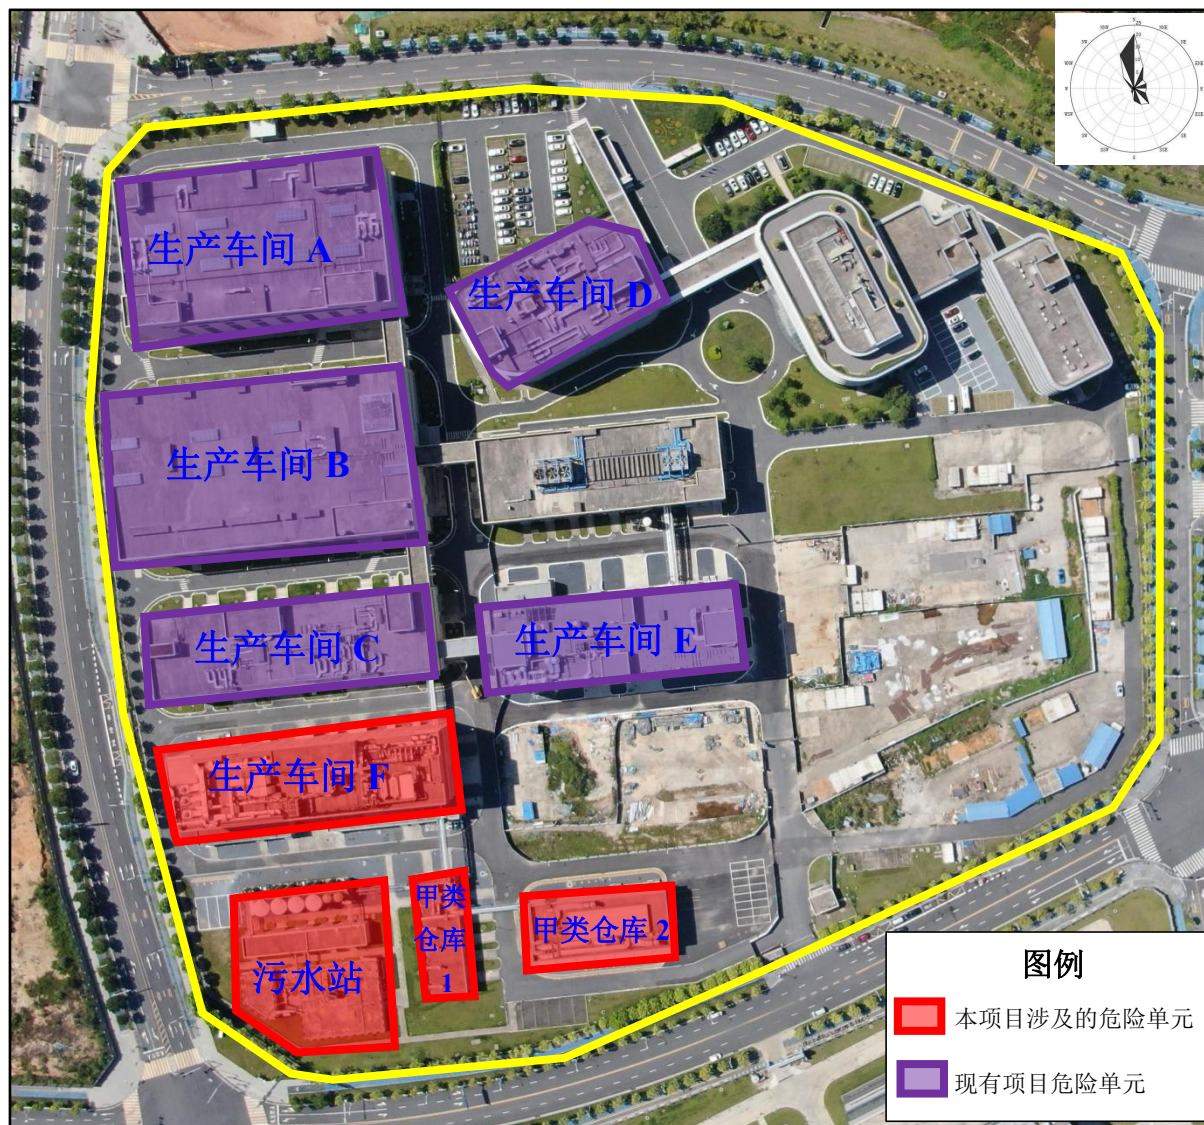 N
25
生产车间 A
生产车间 D
生产车间 B
生产车间 C
生产车间 E
生产车间 F
甲类
仓库
1
甲类仓库 2
污水站
图例
本项目涉及的危险单元
现有项目危险单元